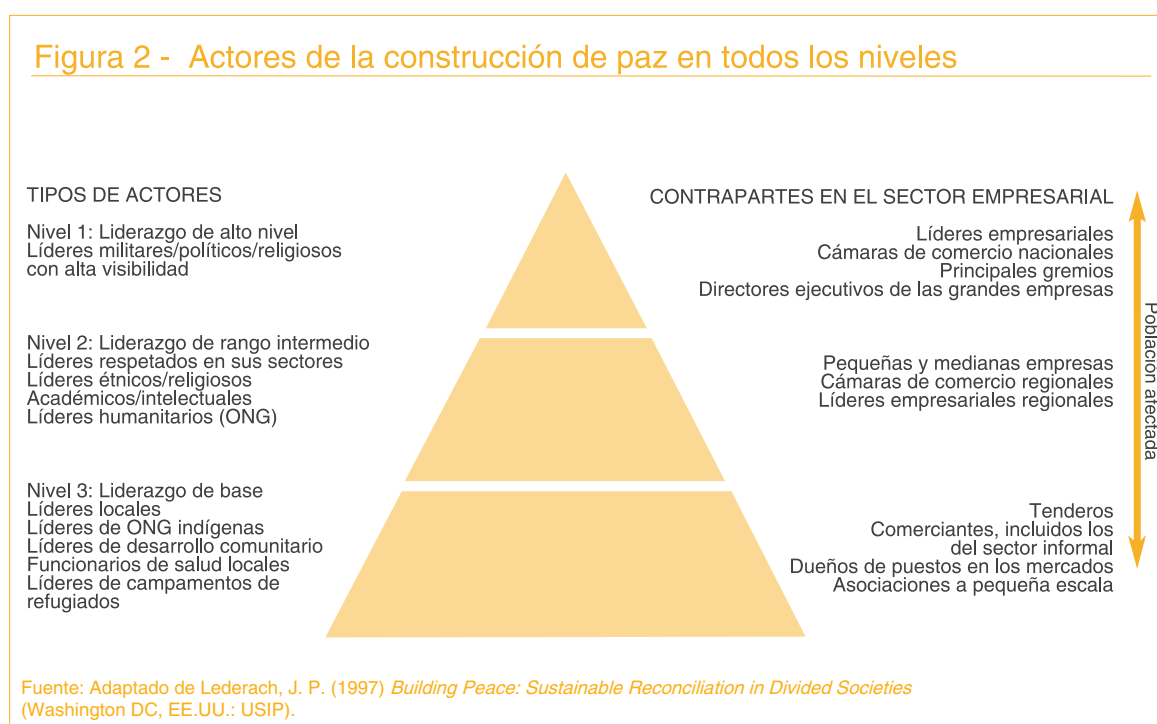 Figura 2 - Actores de la construcción de paz en todos los niveles
TIPOS DE ACTORES
Nivel 1: Liderazgo de alto nivel
Líderes militares/políticos/religiosos
con alta visibilidad
Nivel 2: Liderazgo de rango intermedio
Líderes respetados en sus sectores
Líderes étnicos/religiosos
Académicos/intelectuales
Líderes humanitarios (ONG)
Nivel 3: Liderazgo de base
Líderes locales
Líderes de ONG indígenas
Líderes de desarrollo comunitario
Funcionarios de salud locales
Líderes de campamentos de
refugiados
CONTRAPARTES EN EL SECTOR EMPRESARIAL
Líderes empresariales
Cámaras de comercio nacionales
Principales gremios
Directores ejecutivos de las grandes empresas
Pequeñas y medianas empresas
Cámaras de comercio regionales
Líderes empresariales regionales
Tenderos
Comerciantes, incluidos los
del sector informal
Dueños de puestos en los mercados
Asociaciones a pequeña escala
Población afectada
Fuente: Adaptado de Lederach, J. P. (1997) Building Peace: Sustainable Reconciliation in Divided Societies
(Washington DC, EE.UU.: USIP).